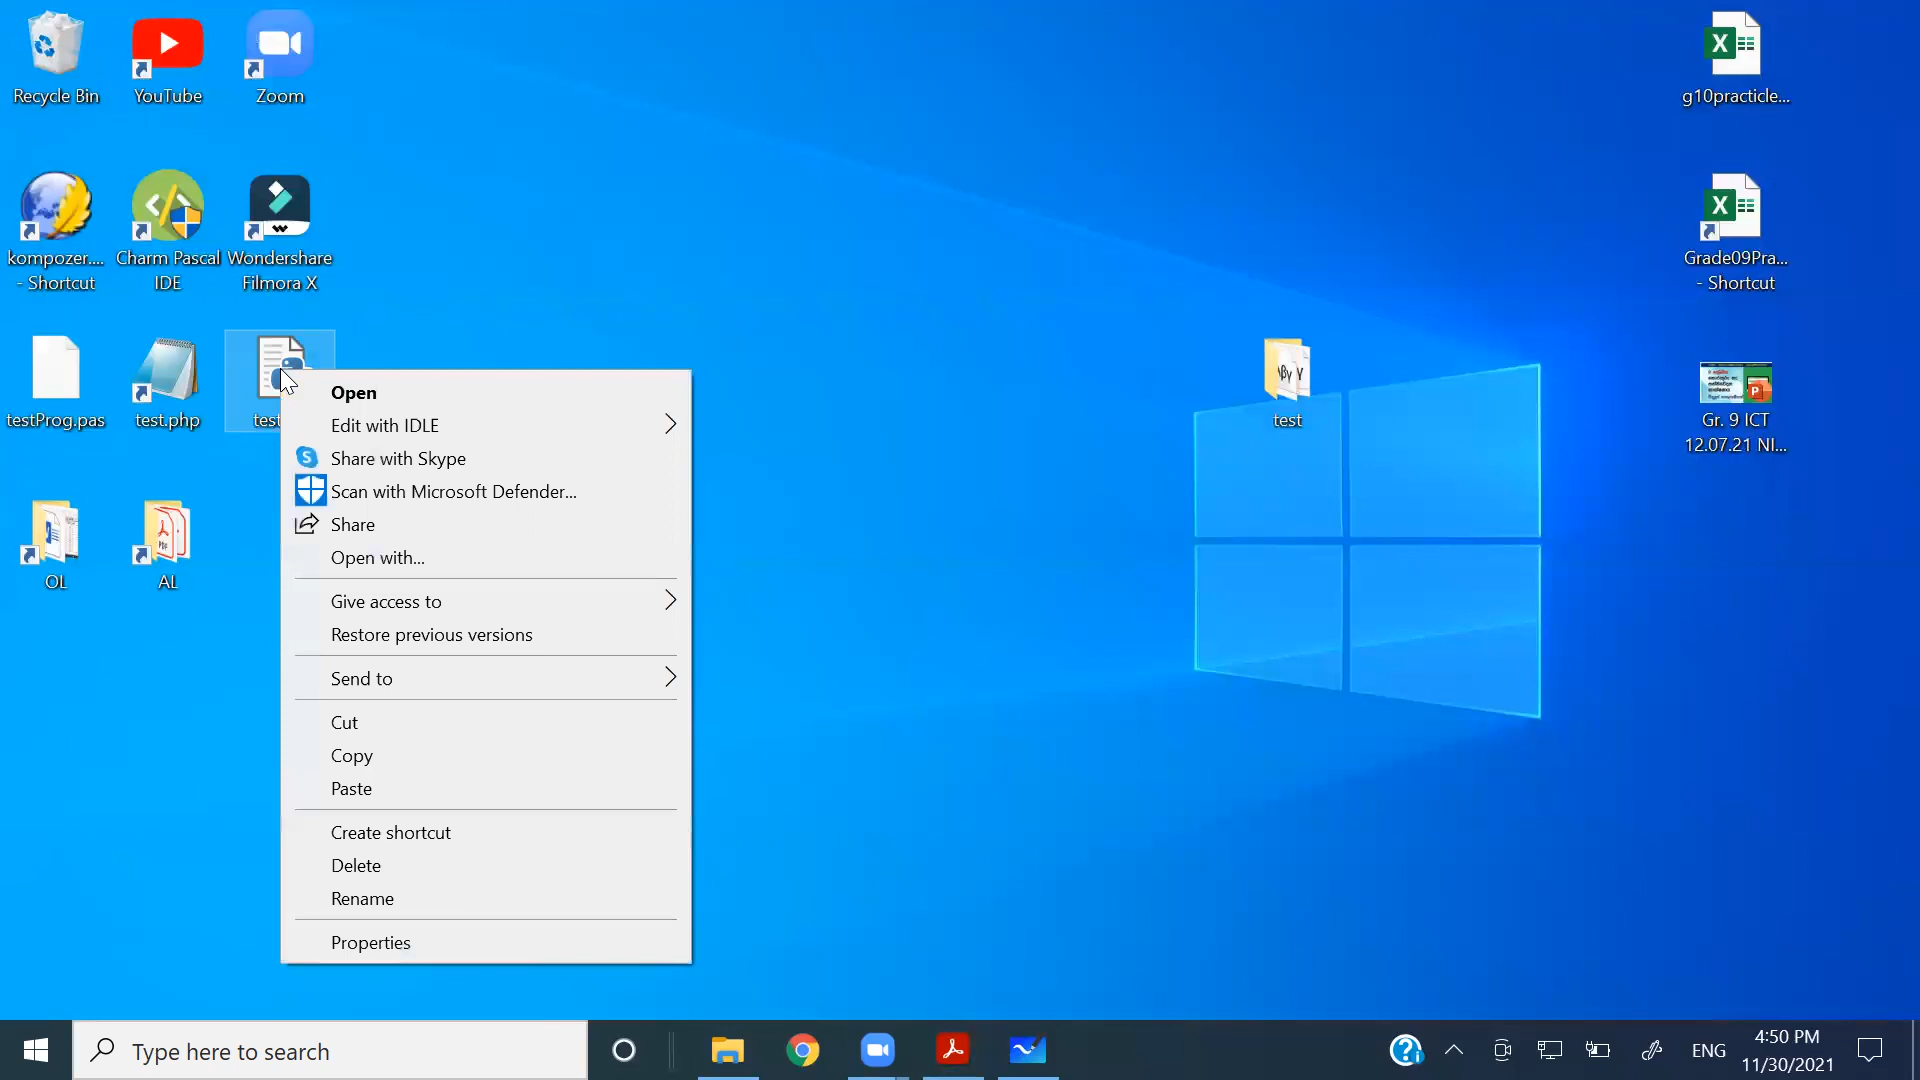 Recycle Bin
YouTube
Zoom
kompozer....
- Shortcut
Charm Pascal
IDE
Wondershare
Filmora X
testProg.pas
test.php
test
OL
AL
Open
Edit with IDLE
Share with Skype
Scan with Microsoft Defender...
Share
Open with...
Give access to
Restore previous versions
Send to
Cut
Copy
Paste
Create shortcut
Delete
Rename
Properties
test
g10practicle...
Grade09Pra...
- Shortcut
Gr. 9 ICT
12.07.21 NI...
Type here to search
ENG
4:50 PM
11/30/2021